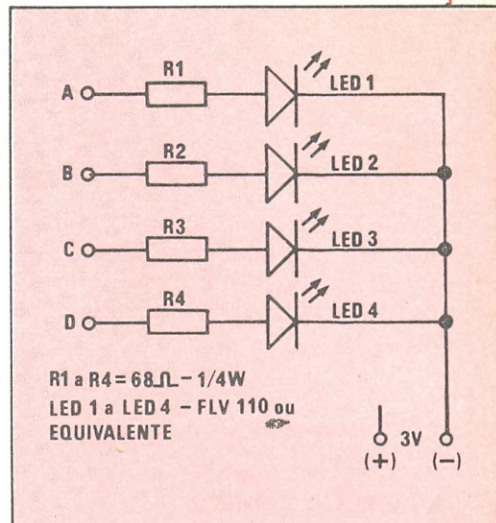 A
R1
LED 1
B
R2
LED 2
C
R3
LED 3
D
R4
LED 4
R1 a R4 = 68Ω – 1/4W
LED 1 a LED 4 – FLV 110 ou
EQUIVALENTE
3V
(+) (–)